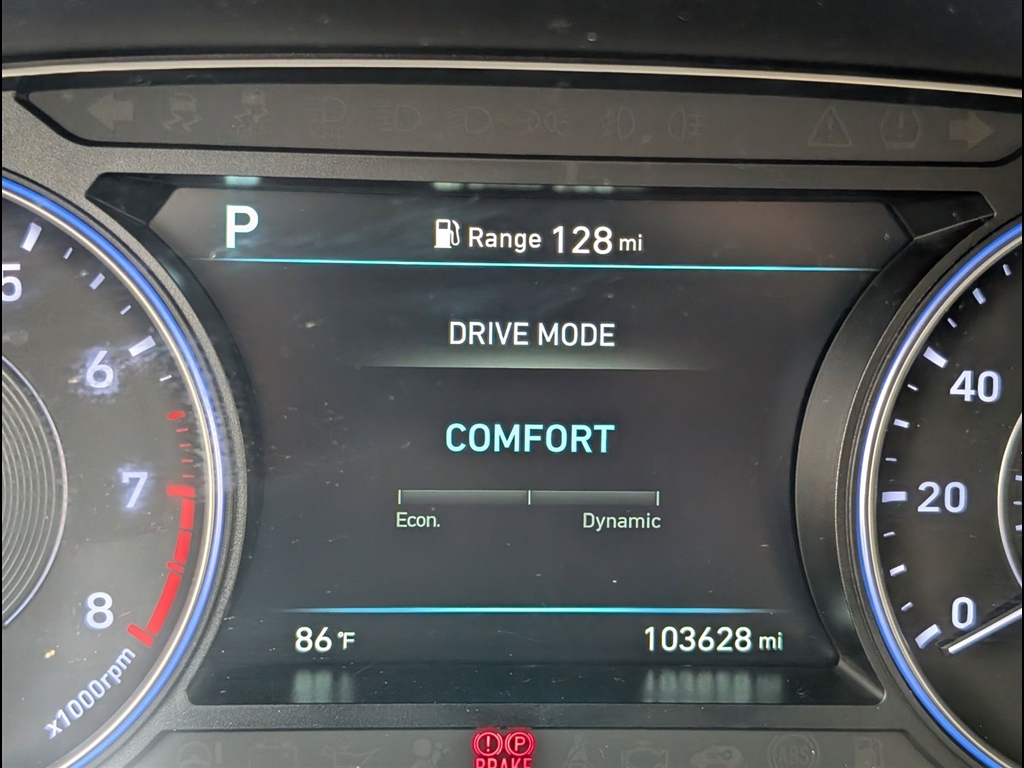 P
Range 128 mi
DRIVE MODE
COMFORT
Econ. Dynamic
86 °F 103628 mi
5
6
7
8
x1000rpm
40
20
0
BRAKE
ABS